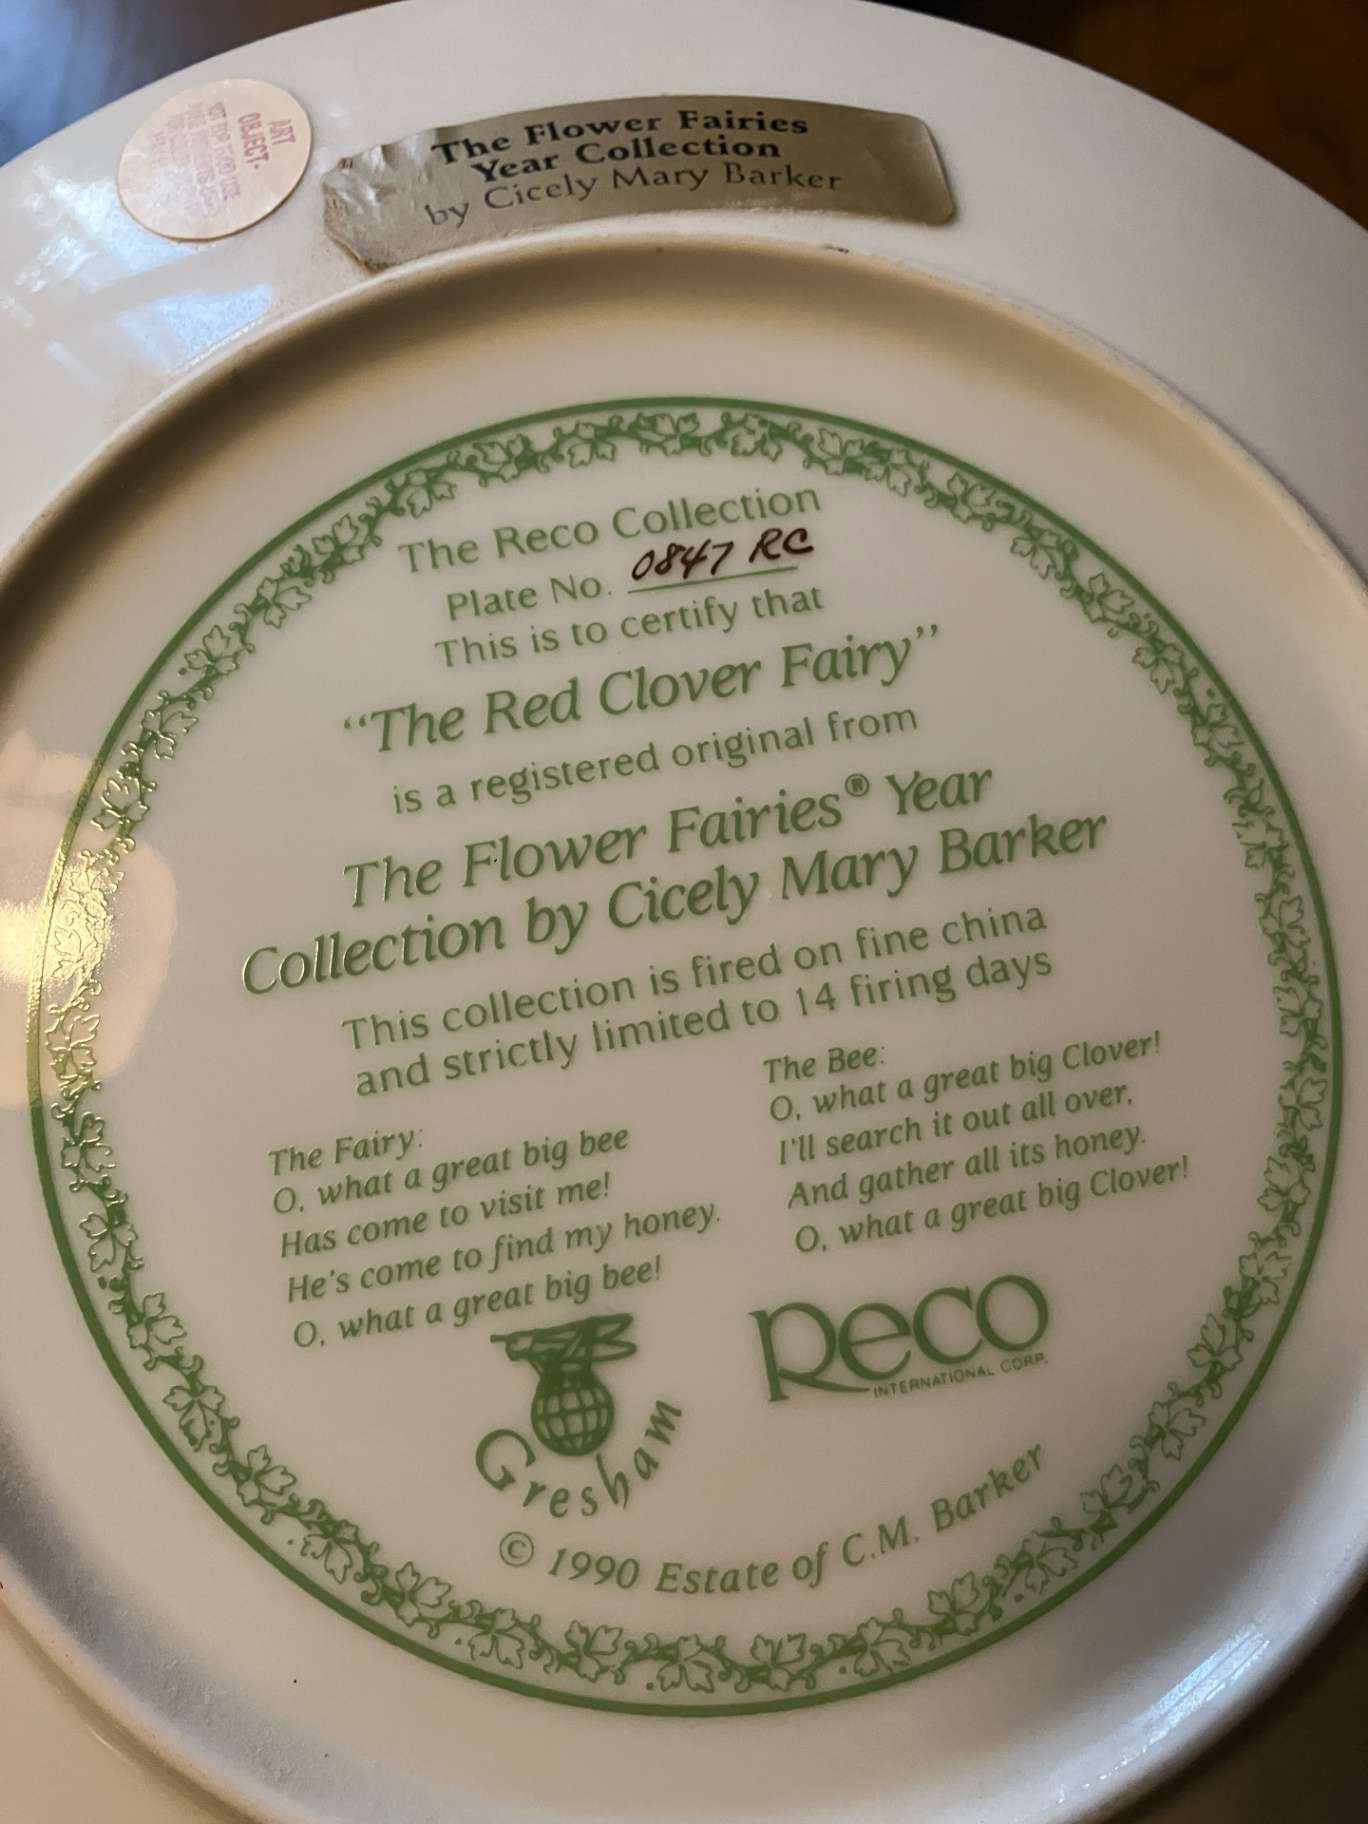 ART
OBJECT-
NOT FOR FOOD USE.
The Flower Fairies
Year Collection
by Cicely Mary Barker
The Reco Collection
Plate No. 0847 RC
This is to certify that
“The Red Clover Fairy”
is a registered original from
The Flower Fairies® Year
Collection by Cicely Mary Barker
This collection is fired on fine china
and strictly limited to 14 firing days
The Fairy:
O, what a great big bee
Has come to visit me!
He's come to find my honey.
O, what a great big bee!
The Bee:
O, what a great big Clover!
I'll search it out all over,
And gather all its honey.
O, what a great big Clover!
Gresham
Reco
INTERNATIONAL CORP.
© 1990 Estate of C.M. Barker